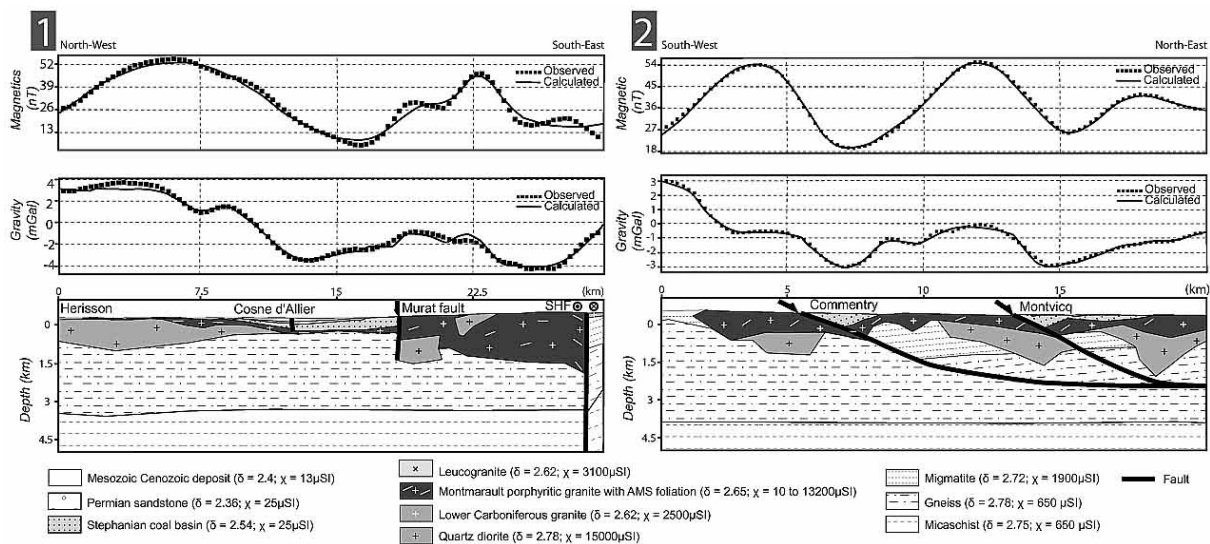 1 North-West South-East
Magnetics (nT)
52
39
26
13
Observed
Calculated
Gravity (mGal)
4
2
0
-2
-4
Observed
Calculated
0 7.5 15 22.5 (km)
Herisson Cosne d'Allier Murat fault SHF
Depth (km)
0
1.5
3
4.5
2 South-West North-East
Magnetic nT)
54
45
36
27
18
Observed
Calculated
Gravity (mGal)
3
2
1
0
-1
-2
-3
Observed
Calculated
0 5 10 15 (km)
Commentry Montvicq
Depth (km)
0
1.5
3
4.5
Mesozoic Cenozoic deposit (δ = 2.4; χ = 13µSI)
Permian sandstone (δ = 2.36; χ = 25µSI)
Stephanian coal basin (δ = 2.54; χ = 25µSI)
Leucogranite (δ = 2.62; χ = 3100µSI)
Montmarault porphyritic granite with AMS foliation (δ = 2.65; χ = 10 to 13200µSI)
Lower Carboniferous granite (δ = 2.62; χ = 2500µSI)
Quartz diorite (δ = 2.78; χ = 15000µSI)
Migmatite (δ = 2.72; χ = 1900µSI)
Gneiss (δ = 2.78; χ = 650 µSI)
Micaschist (δ = 2.75; χ = 650 µSI)
Fault